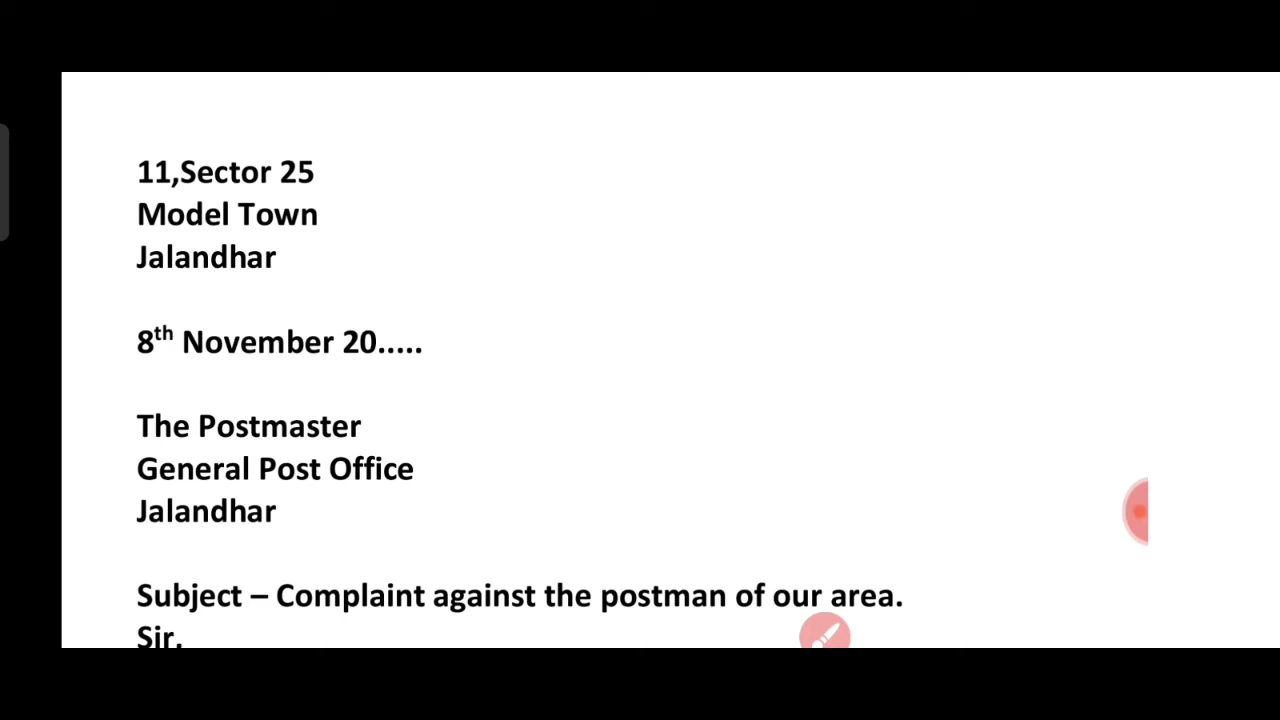 11,Sector 25
Model Town
Jalandhar
8th November 20.....
The Postmaster
General Post Office
Jalandhar
Subject – Complaint against the postman of our area.
Sir,